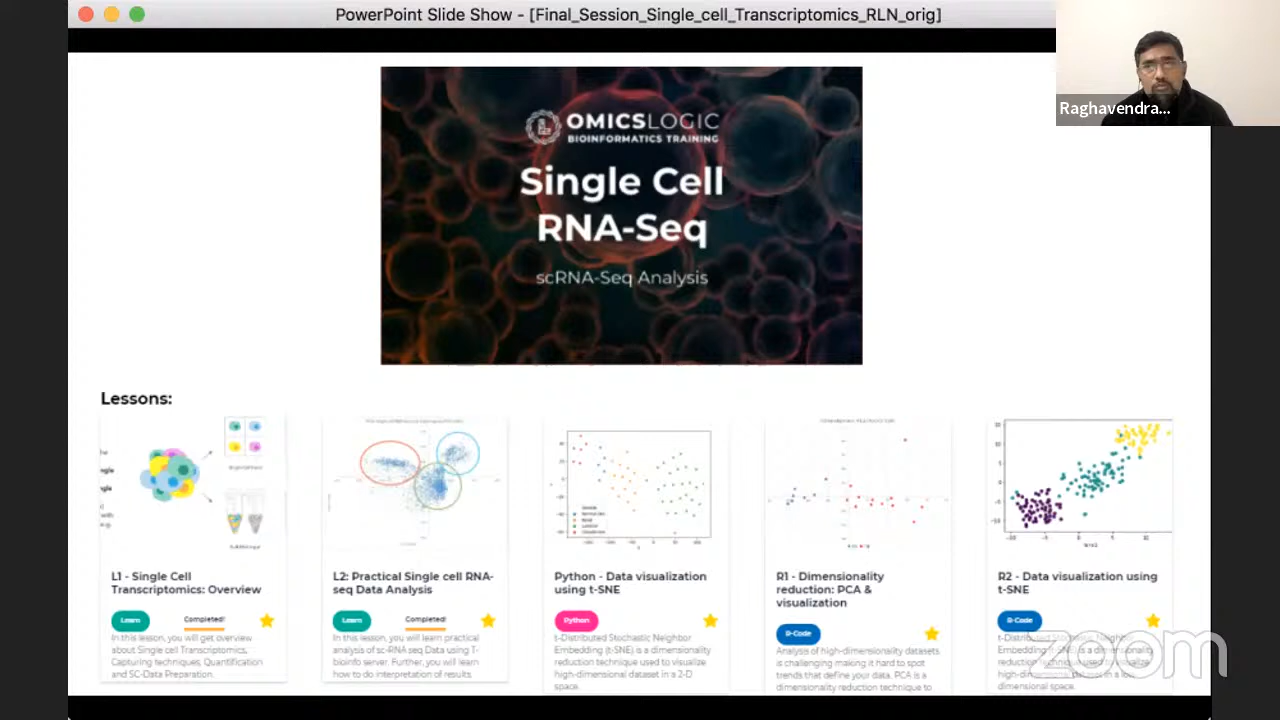 PowerPoint Slide Show - [Final_Session_Single_cell_Transcriptomics_RLN_orig]
Raghavendra...
OMICSLOGIC
BIOINFORMATICS TRAINING
Single Cell
RNA-Seq
scRNA-Seq Analysis
Lessons:
L1 - Single Cell
Transcriptomics: Overview
Learn
Completed!
In this lesson, you will get overview
about Single cell Transcriptomics,
Capturing techniques, Quantification
and SC-Data Preparation.
L2: Practical Single cell RNA-
seq Data Analysis
Learn
Completed!
In this lesson, you will learn practical
analysis of sc-RNA seq Data using T-
bioinfo server. Further, you will learn
how to do interpretation of results.
Python - Data visualization
using t-SNE
Python
t-Distributed Stochastic Neighbor
Embedding (t-SNE) is a dimensionality
reduction technique used to visualize
high-dimensional dataset in a 2-D
space.
R1 - Dimensionality
reduction: PCA &
visualization
R-Code
Analysis of high-dimensionality datasets
is challenging making it hard to spot
trends that define your data. PCA is a
dimensionality reduction technique to
R2 - Data visualization using
t-SNE
R-Code
t-Distributed Stochastic Neighbor
Embedding (t-SNE) is a dimensionality
reduction technique used to visualize
high-dimensional dataset in a low
dimensional space.
zoom